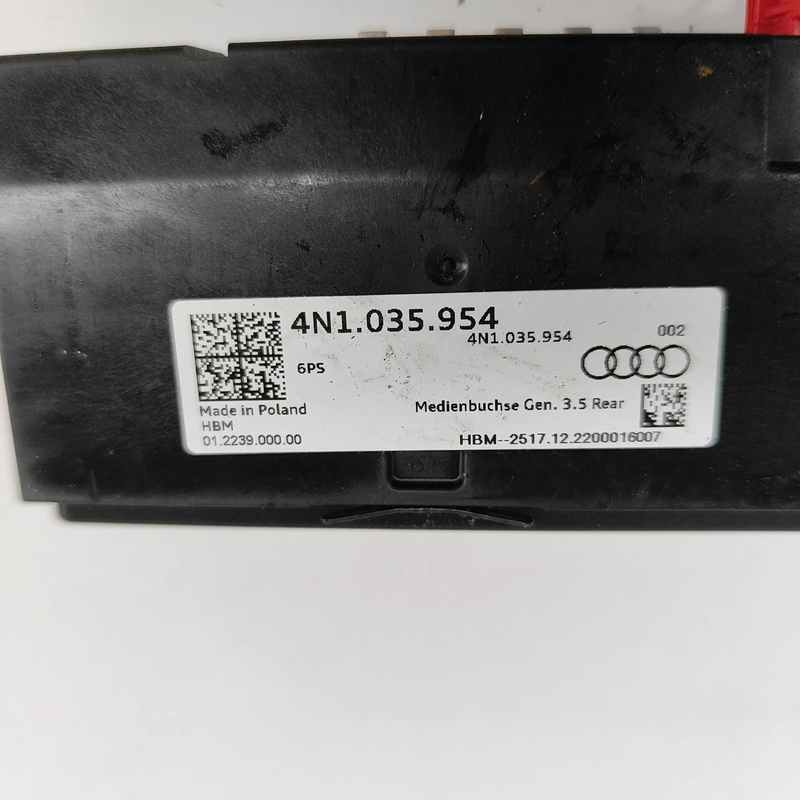 4N1.035.954
4N1.035.954
002
6PS
Made in Poland
HBM
01.2239.000.00
Medienbuchse Gen. 3.5 Rear
HBM--2517.12.2200016007